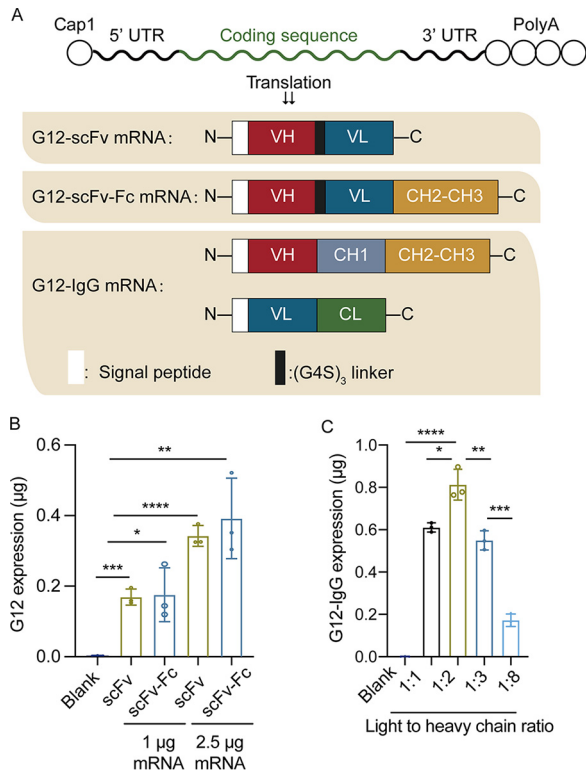 A
Cap1 5' UTR Coding sequence 3' UTR PolyA
Translation
G12-scFv mRNA: N VH VL C
G12-scFv-Fc mRNA: N VH VL CH2-CH3 C
N VH CH1 CH2-CH3 C
G12-IgG mRNA:
N VL CL C
: Signal peptide :(G4S)3 linker
B
G12 expression (µg)
0.6
0.4
0.2
0.0
**
****
*
***
Blank scFv scFv-Fc scFv scFv-Fc
1 µg mRNA 2.5 µg mRNA
C
G12-IgG expression (µg)
1.0
0.8
0.6
0.4
0.2
0.0
****
* **
***
Blank 1:1 1:2 1:3 1:8
Light to heavy chain ratio